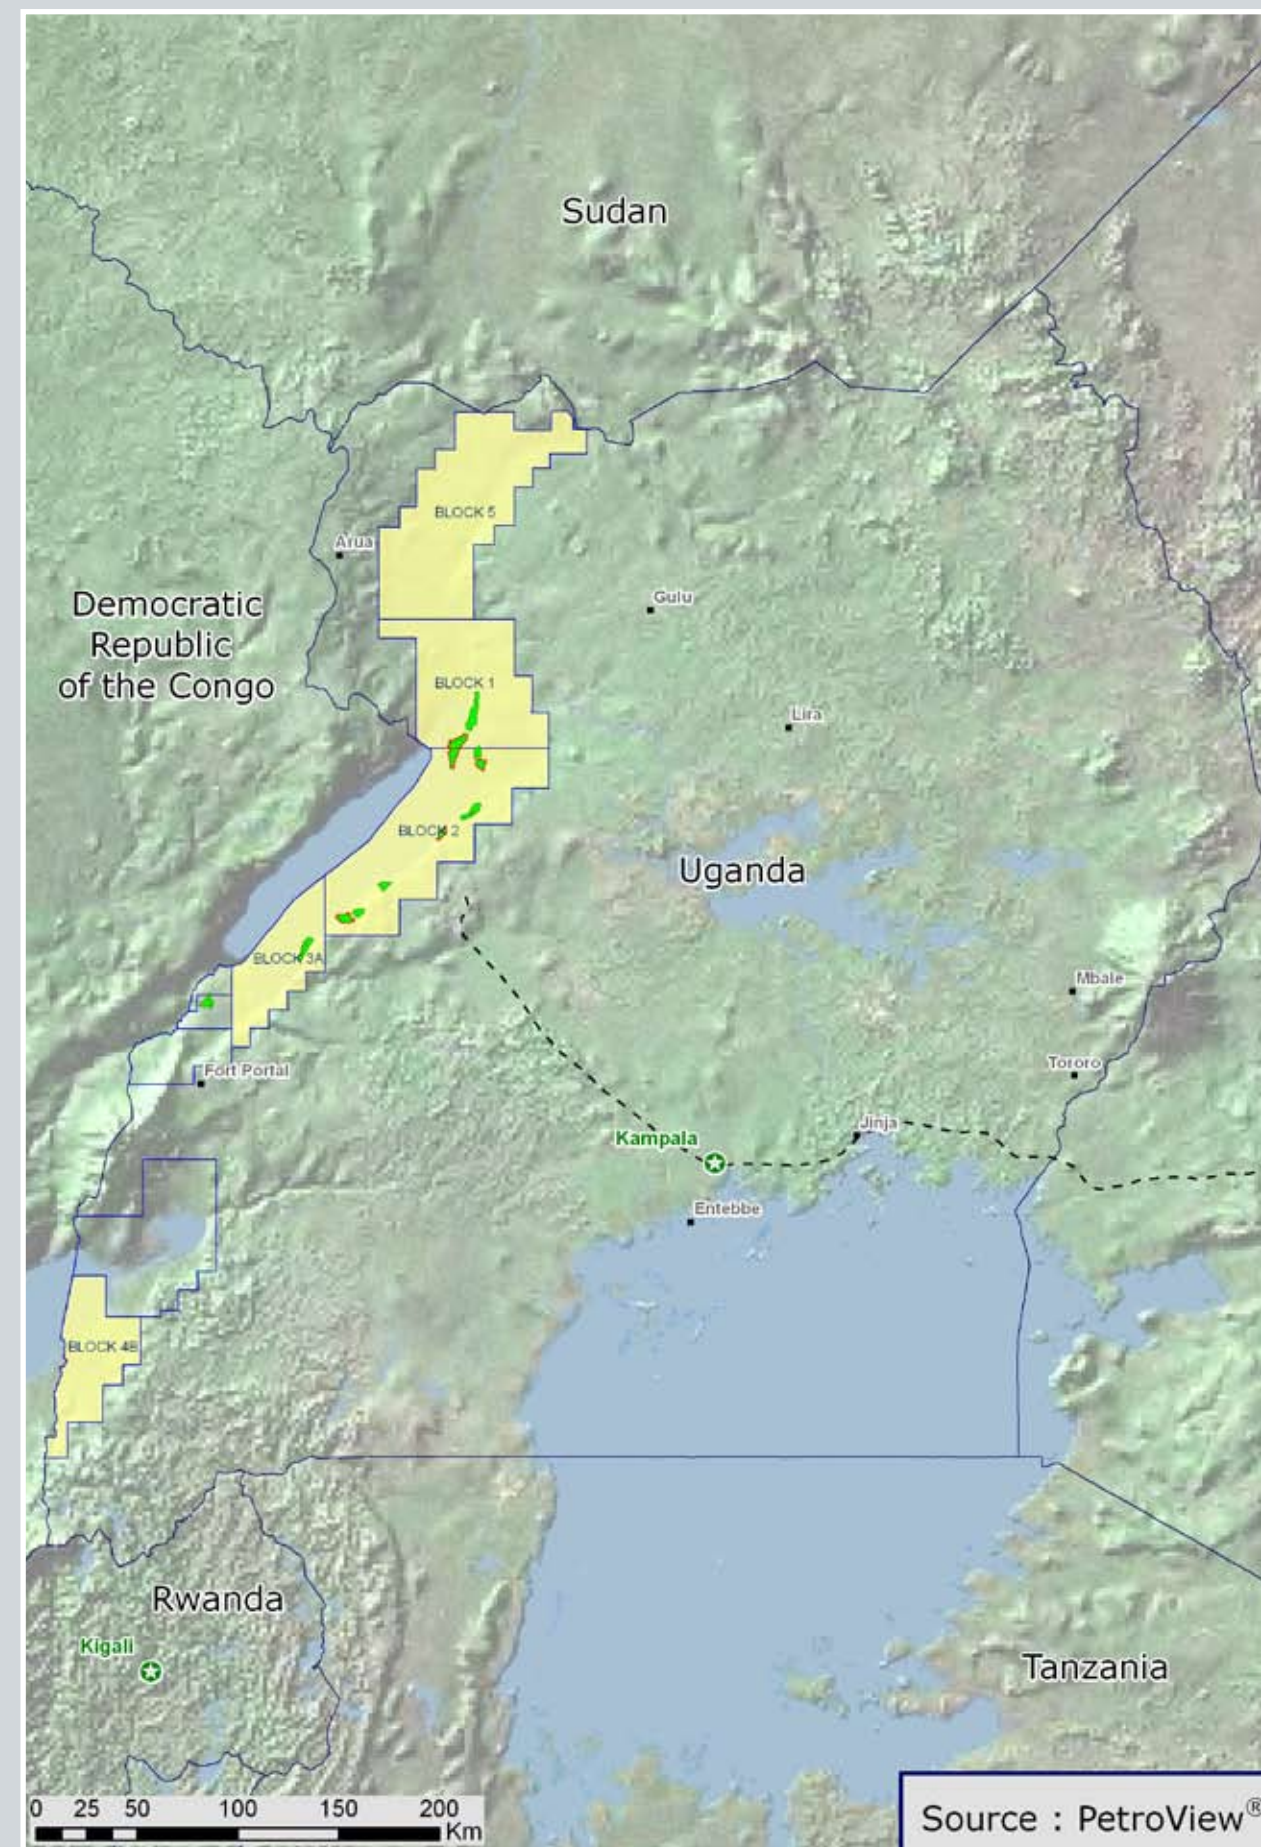 Sudan
BLOCK 5
Arua
Democratic
Republic
of the Congo
Gulu
BLOCK 1
Lira
BLOCK 2
Uganda
BLOCK 3A
Mbale
Fort Portal
Tororo
Jinja
Kampala
Entebbe
BLOCK 4B
Rwanda
Kigali
Tanzania
0 25 50 100 150 200
Km
Source : PetroView®